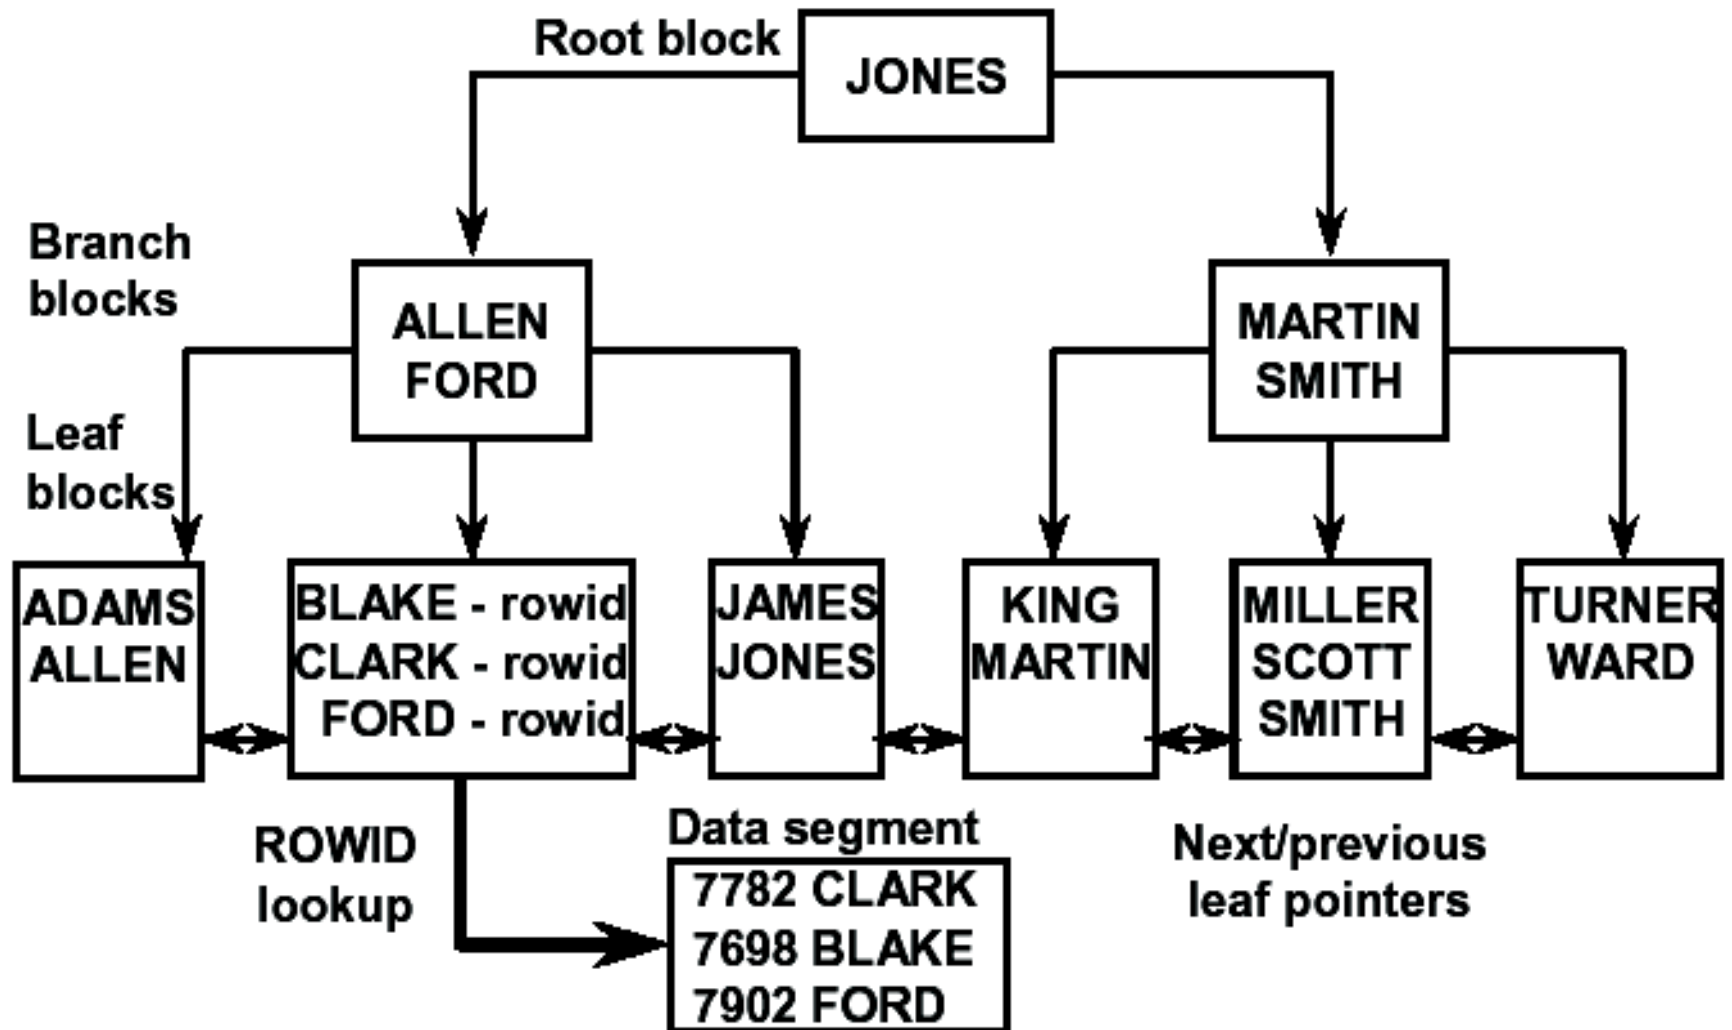 Root block
JONES
Branch
blocks
ALLEN
FORD
MARTIN
SMITH
Leaf
blocks
ADAMS
ALLEN
BLAKE - rowid
CLARK - rowid
FORD - rowid
JAMES
JONES
KING
MARTIN
MILLER
SCOTT
SMITH
TURNER
WARD
ROWID
lookup
Data segment
7782 CLARK
7698 BLAKE
7902 FORD
Next/previous
leaf pointers